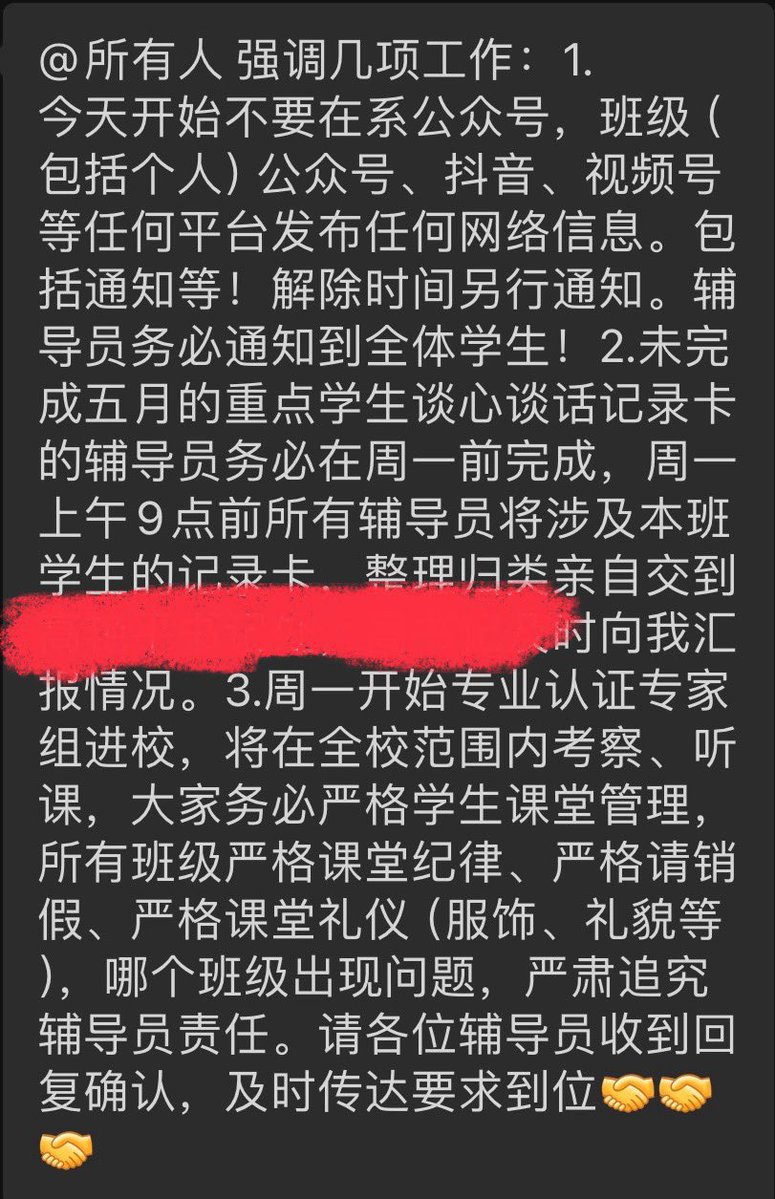 @所有人 强调几项工作：1.
今天开始不要在系公众号，班级（
包括个人）公众号、抖音、视频号
等任何平台发布任何网络信息。包
括通知等！解除时间另行通知。辅
导员务必通知到全体学生！2.未完
成五月的重点学生谈心谈话记录卡
的辅导员务必在周一前完成，周一
上午9点前所有辅导员将涉及本班
学生的记录卡，整理归类亲自交到
时向我汇
报情况。3.周一开始专业认证专家
组进校，将在全校范围内考察、听
课，大家务必严格学生课堂管理，
所有班级严格课堂纪律、严格请销
假、严格课堂礼仪（服饰、礼貌等
），哪个班级出现问题，严肃追究
辅导员责任。请各位辅导员收到回
复确认，及时传达要求到位🤝🤝
🤝